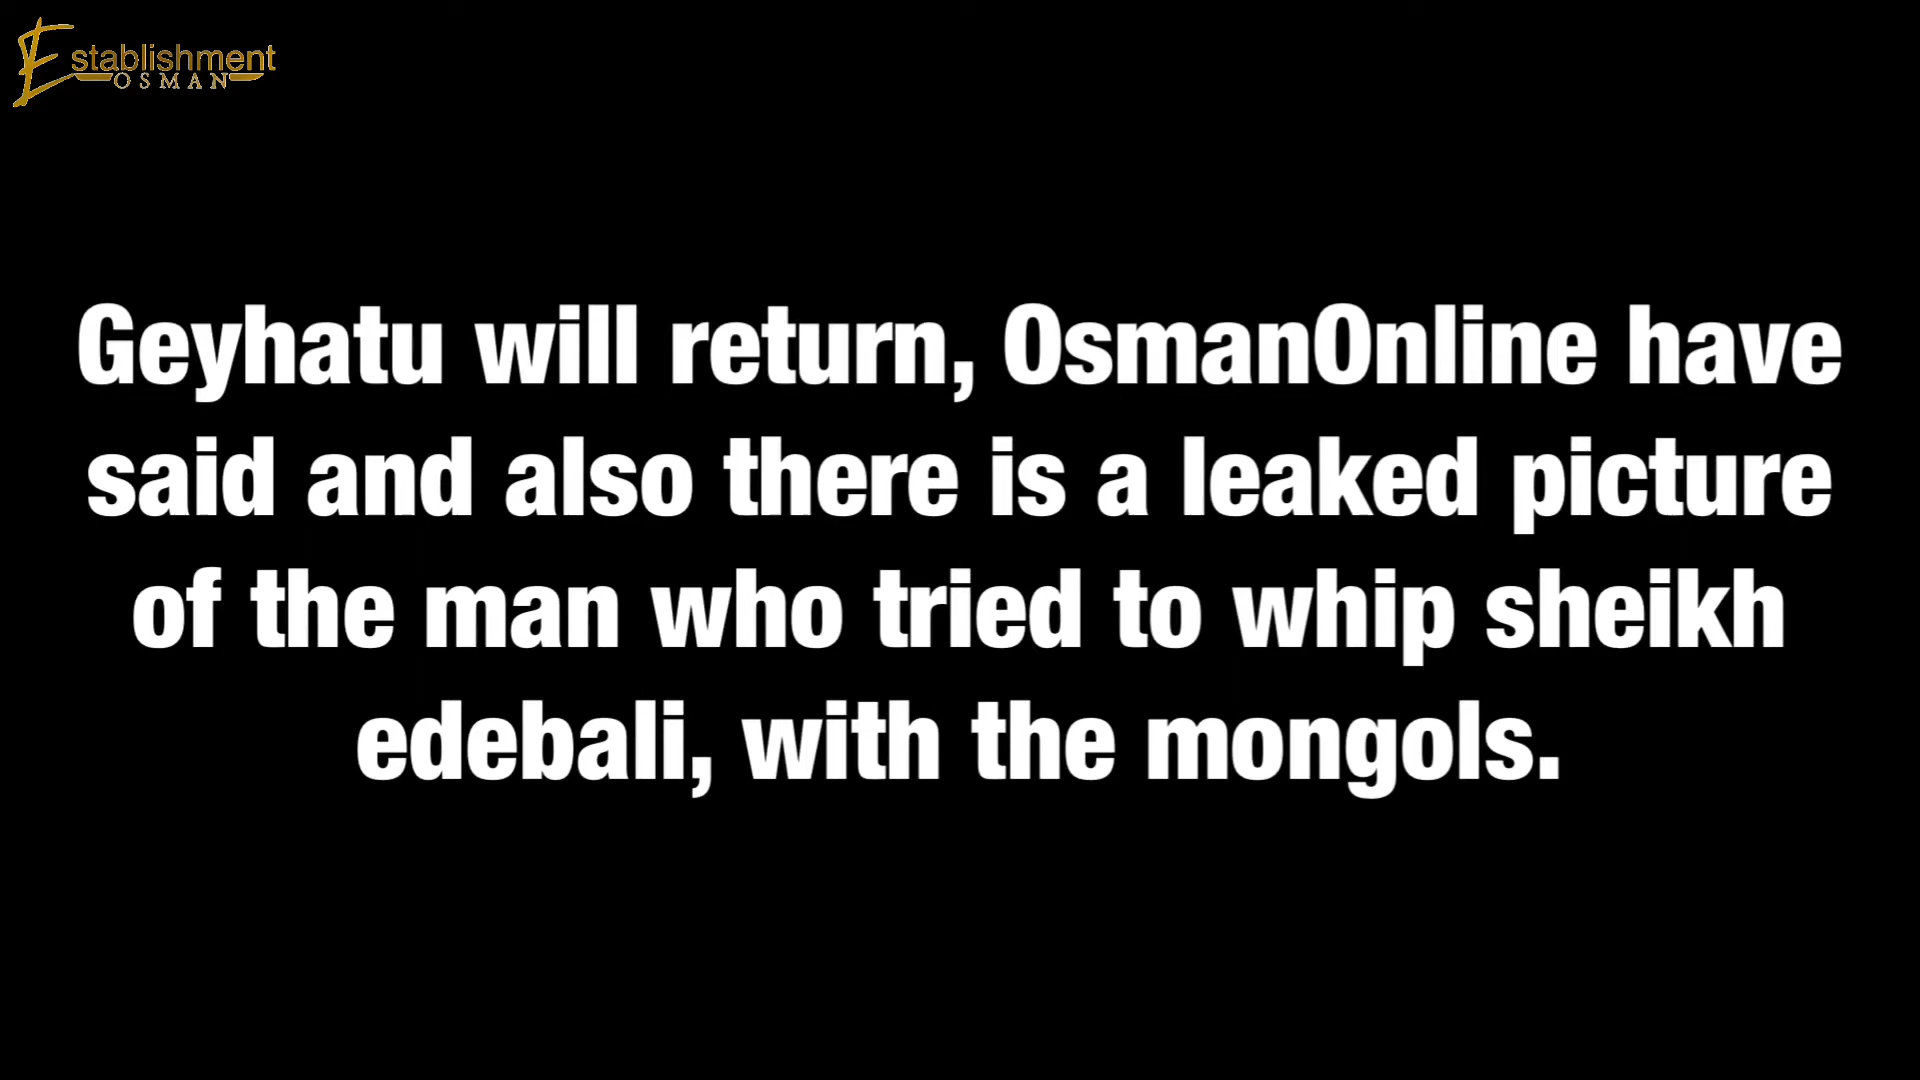 Establishment
OSMAN
Geyhatu will return, OsmanOnline have
said and also there is a leaked picture
of the man who tried to whip sheikh
edebali, with the mongols.